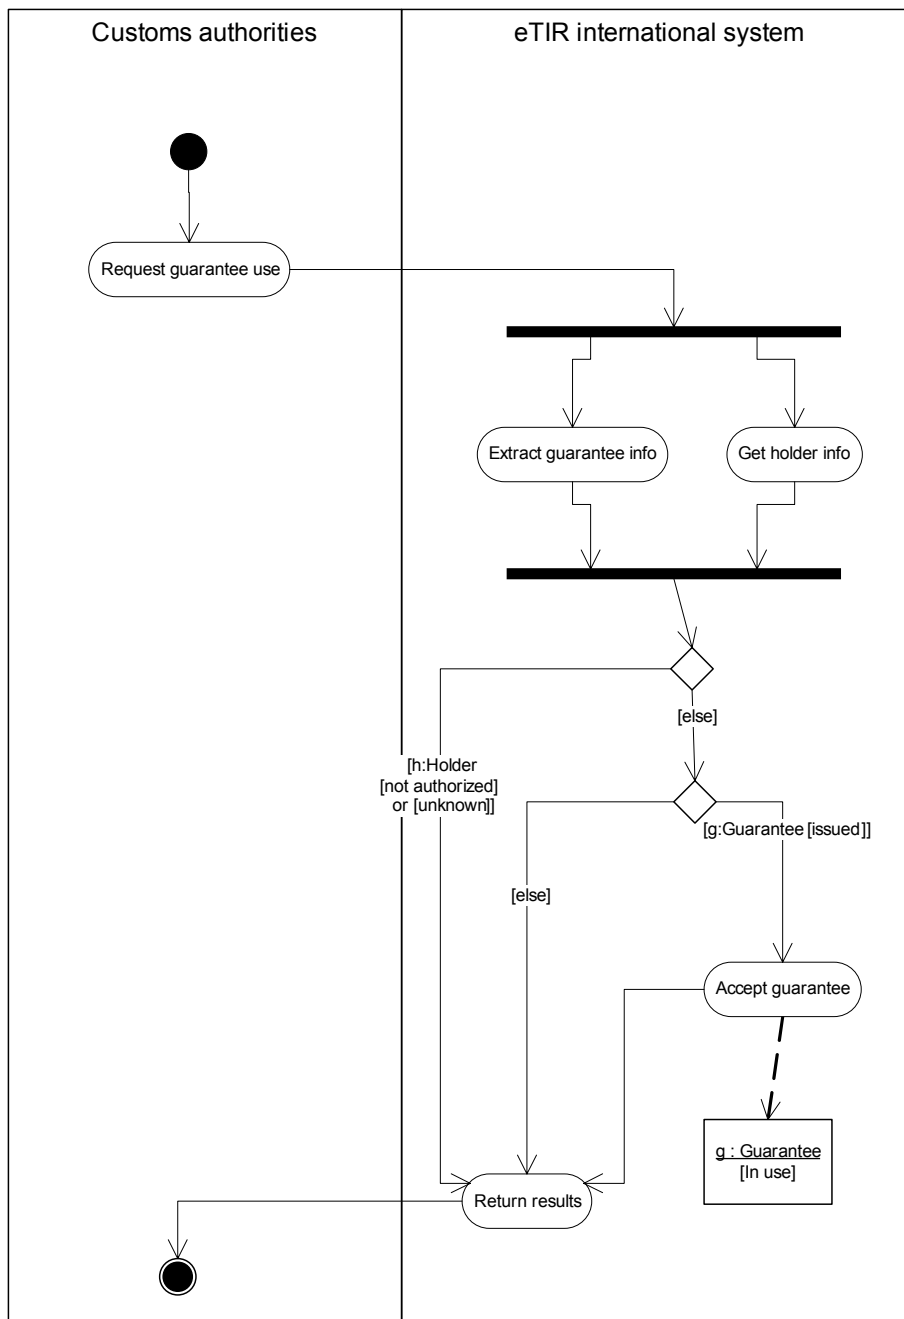 Customs authorities
eTIR international system
Request guarantee use
Extract guarantee info
Get holder info
[else]
[h:Holder
[not authorized]
or [unknown]]
[g:Guarantee [issued]]
[else]
Accept guarantee
g : Guarantee
[In use]
Return results